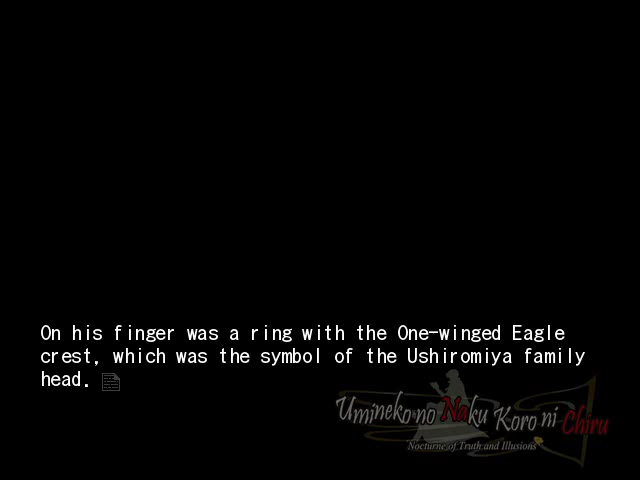 On his finger was a ring with the One-winged Eagle
crest, which was the symbol of the Ushiromiya family
head.
Umineko no Naku Koro ni Chiru
Nocturne of Truth and Illusions